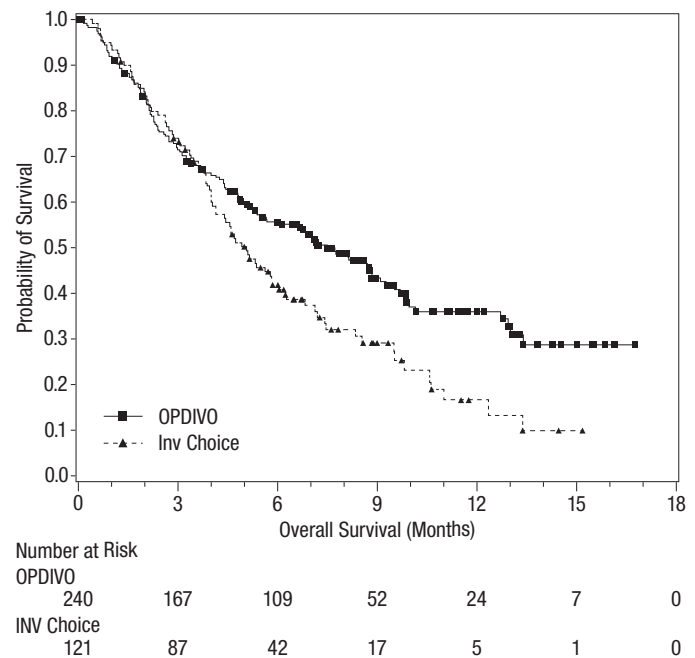 1.0
0.9
0.8
0.7
0.6
0.5
0.4
0.3
0.2
0.1
0.0
Probability of Survival
OPDIVO
Inv Choice
0 3 6 9 12 15 18
Overall Survival (Months)
Number at Risk
OPDIVO
240 167 109 52 24 7 0
INV Choice
121 87 42 17 5 1 0